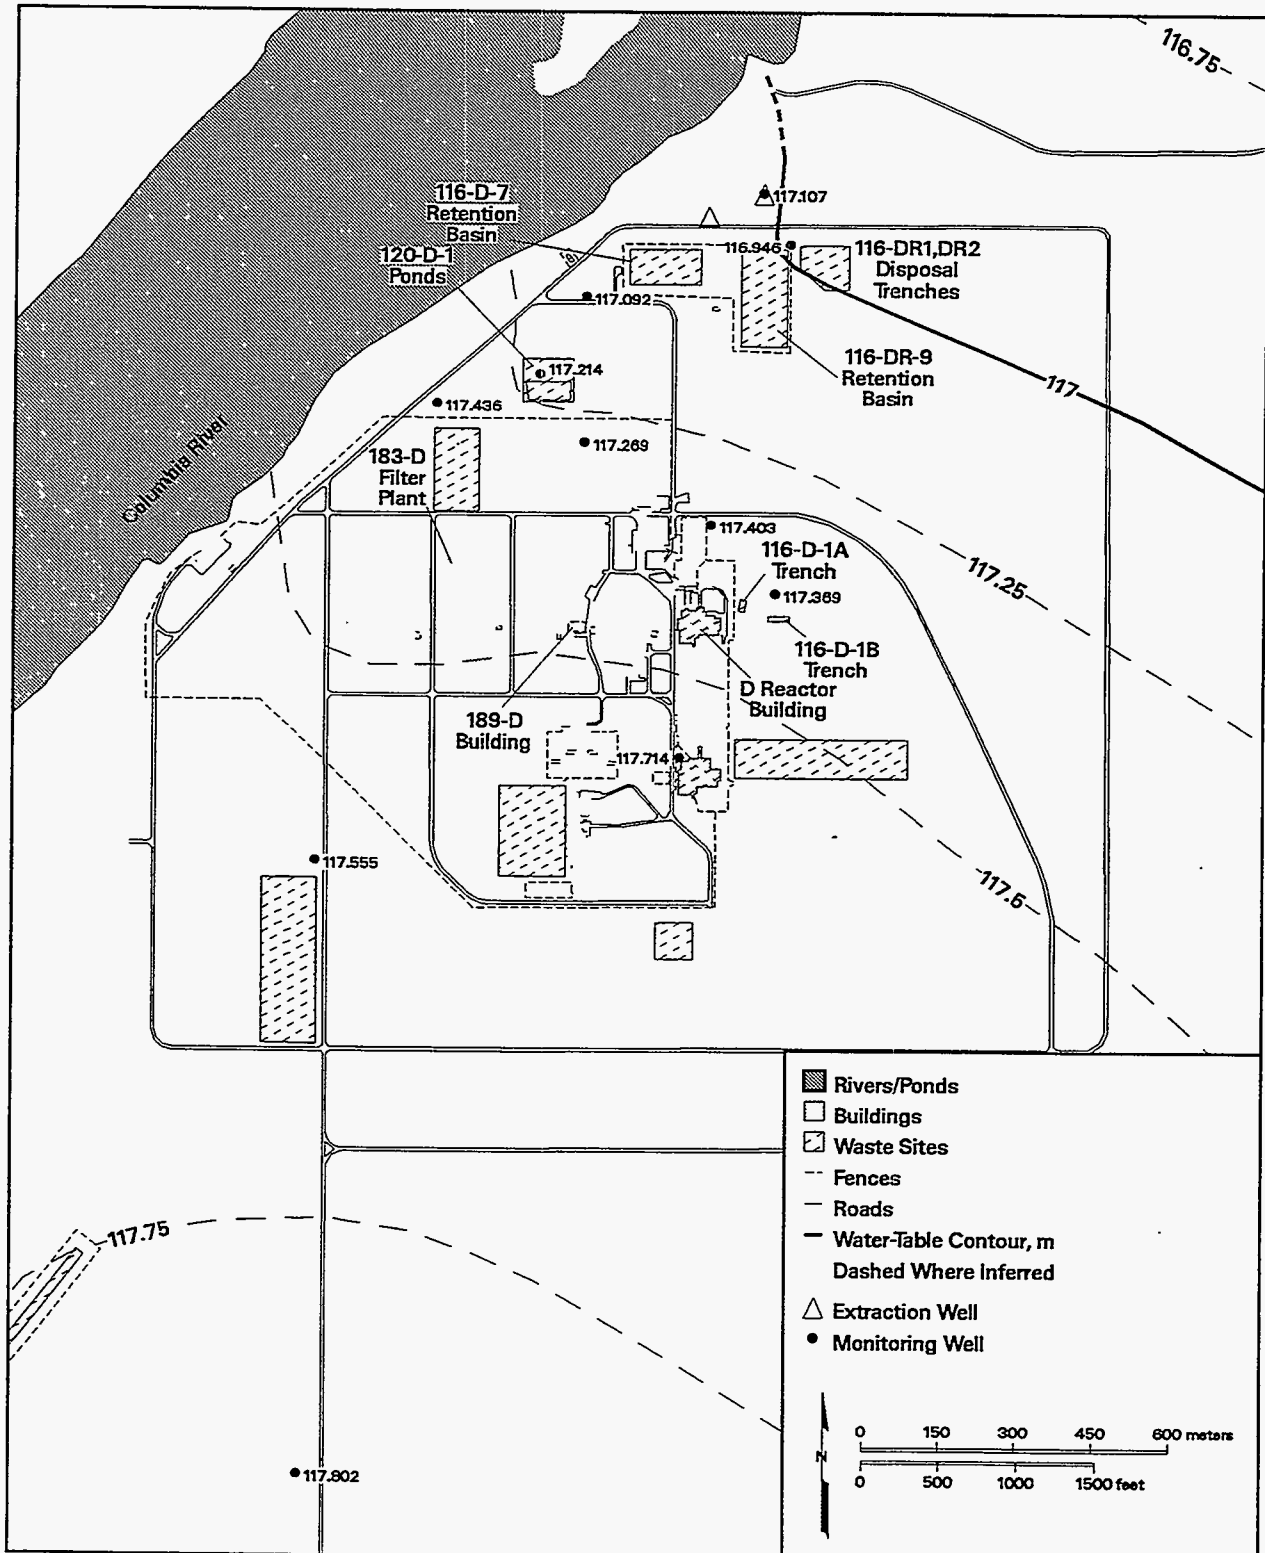 116.75
116-D-7
Retention
Basin
120-D-1
Ponds
117.107
116.946
116-DR1,DR2
Disposal
Trenches
117.092
117.214
117.436
116-DR-9
Retention
Basin
117
Columbia River
183-D
Filter
Plant
117.269
117.403
116-D-1A
Trench
117.369
117.25
116-D-1B
Trench
D Reactor
Building
189-D
Building
117.714
117.555
117.5
117.75
117.802
Rivers/Ponds
Buildings
Waste Sites
Fences
Roads
Water-Table Contour, m
Dashed Where Inferred
Extraction Well
Monitoring Well
N
0 150 300 450 600 meters
0 500 1000 1500 feet